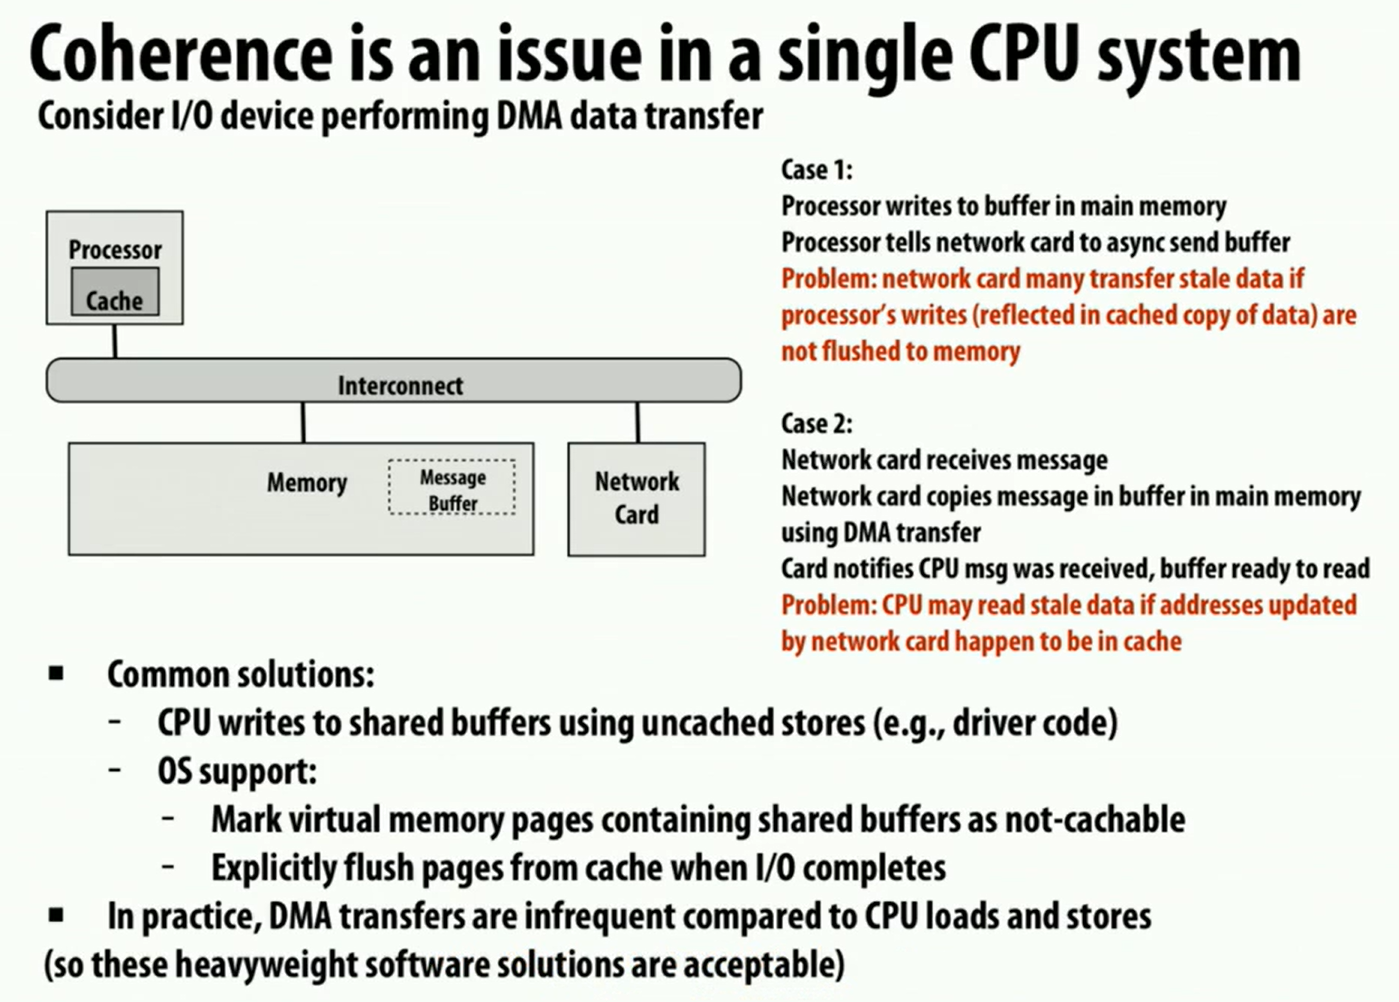 Coherence is an issue in a single CPU system
Consider I/O device performing DMA data transfer
Processor
Cache
Interconnect
Memory
Message
Buffer
Network
Card
Case 1:
Processor writes to buffer in main memory
Processor tells network card to async send buffer
Problem: network card many transfer stale data if
processor's writes (reflected in cached copy of data) are
not flushed to memory
Case 2:
Network card receives message
Network card copies message in buffer in main memory
using DMA transfer
Card notifies CPU msg was received, buffer ready to read
Problem: CPU may read stale data if addresses updated
by network card happen to be in cache
■ Common solutions:
- CPU writes to shared buffers using uncached stores (e.g., driver code)
- OS support:
- Mark virtual memory pages containing shared buffers as not-cachable
- Explicitly flush pages from cache when I/O completes
■ In practice, DMA transfers are infrequent compared to CPU loads and stores
(so these heavyweight software solutions are acceptable)